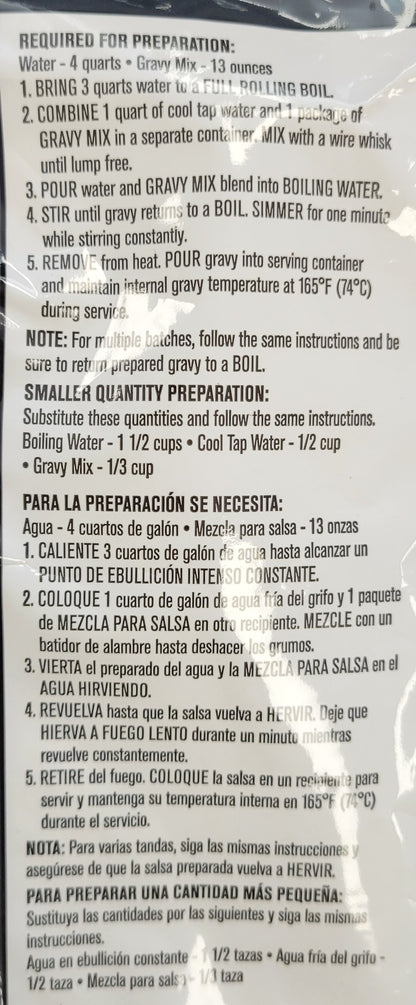 REQUIRED FOR PREPARATION:
Water - 4 quarts • Gravy Mix - 13 ounces
1. BRING 3 quarts water to a FULL ROLLING BOIL.
2. COMBINE 1 quart of cool tap water and 1 package of
GRAVY MIX in a separate container. MIX with a wire whisk
until lump free.
3. POUR water and GRAVY MIX blend into BOILING WATER.
4. STIR until gravy returns to a BOIL. SIMMER for one minute
while stirring constantly.
5. REMOVE from heat. POUR gravy into serving container
and maintain internal gravy temperature at 165°F (74°C)
during service.
NOTE: For multiple batches, follow the same instructions and be
sure to return prepared gravy to a BOIL.
SMALLER QUANTITY PREPARATION:
Substitute these quantities and follow the same instructions.
Boiling Water - 1 1/2 cups • Cool Tap Water - 1/2 cup
• Gravy Mix - 1/3 cup
PARA LA PREPARACIÓN SE NECESITA:
Agua - 4 cuartos de galón • Mezcla para salsa - 13 onzas
1. CALIENTE 3 cuartos de galón de agua hasta alcanzar un
PUNTO DE EBULLICIÓN INTENSO CONSTANTE.
2. COLOQUE 1 cuarto de galón de agua fría del grifo y 1 paquete
de MEZCLA PARA SALSA en otro recipiente. MEZCLE con un
batidor de alambre hasta deshacer los grumos.
3. VIERTA el preparado del agua y la MEZCLA PARA SALSA en el
AGUA HIRVIENDO.
4. REVUELVA hasta que la salsa vuelva a HERVIR. Deje que
HIERVA A FUEGO LENTO durante un minuto mientras
revuelve constantemente.
5. RETIRE del fuego. COLOQUE la salsa en un recipiente para
servir y mantenga su temperatura interna en 165°F (74°C)
durante el servicio.
NOTA: Para varias tandas, siga las mismas instrucciones y
asegúrese de que la salsa preparada vuelva a HERVIR.
PARA PREPARAR UNA CANTIDAD MÁS PEQUEÑA:
Sustituya las cantidades por las siguientes y siga las mismas
instrucciones.
Agua en ebullición constante - 1 1/2 tazas • Agua fría del grifo -
1/2 taza • Mezcla para salsa - 1/3 taza